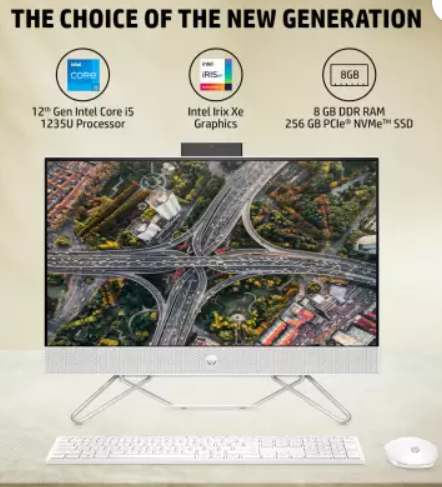 THE CHOICE OF THE NEW GENERATION
intel
CORE
i5
intel
iRIS xe
GRAPHICS
8GB
12th Gen Intel Core i5
1235U Processor
Intel Irix Xe
Graphics
8 GB DDR RAM
256 GB PCIe® NVMe™ SSD
hp